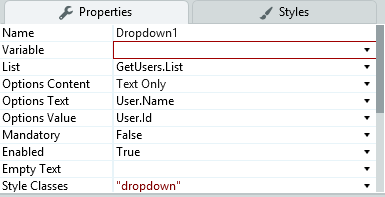 Properties Styles
Name Dropdown1
Variable
List GetUsers.List
Options Content Text Only
Options Text User.Name
Options Value User.Id
Mandatory False
Enabled True
Empty Text
Style Classes "dropdown"